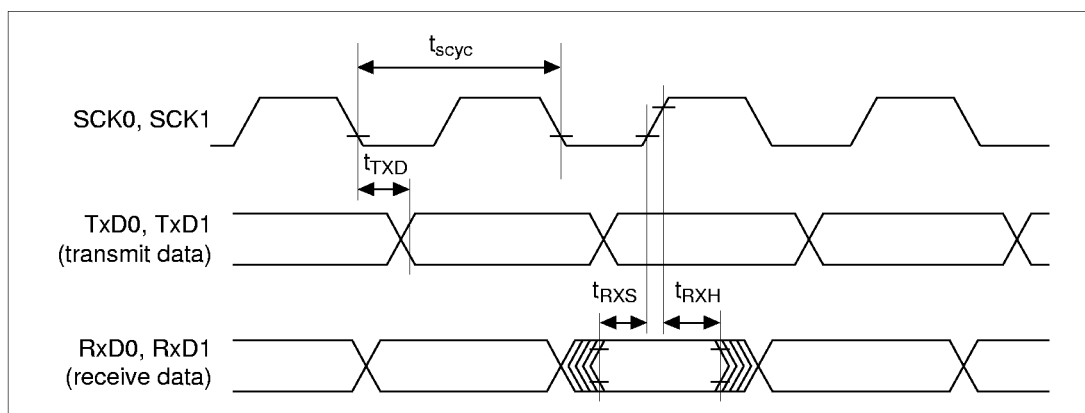 tscyc
SCK0, SCK1
tTXD
TxD0, TxD1
(transmit data)
tRXS
tRXH
RxD0, RxD1
(receive data)